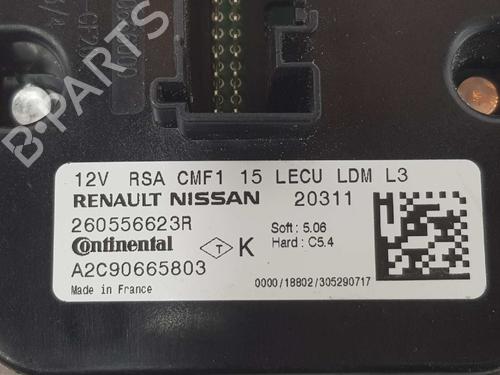 12V RSA CMF1 15 LECU LDM L3
RENAULT NISSAN 20311
260556623R
Soft : 5.06
Continental T K Hard : C5.4
A2C90665803
Made in France 0000/18802/305290717
B-PARTS